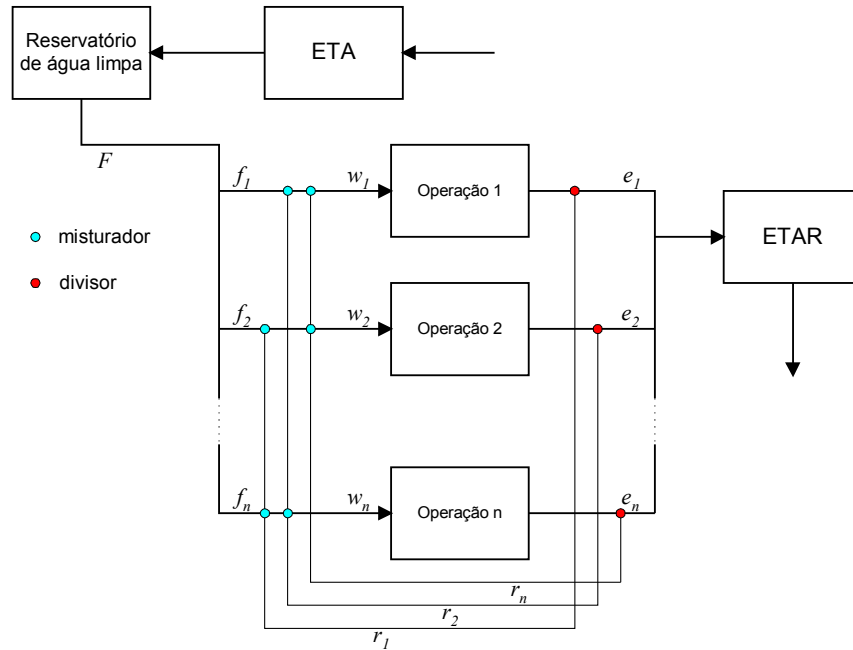 Reservatório
de água limpa
ETA
F
f1
w1
Operação 1
e1
misturador
ETAR
divisor
f2
w2
Operação 2
e2
fn
wn
Operação n
en
rn
r2
r1